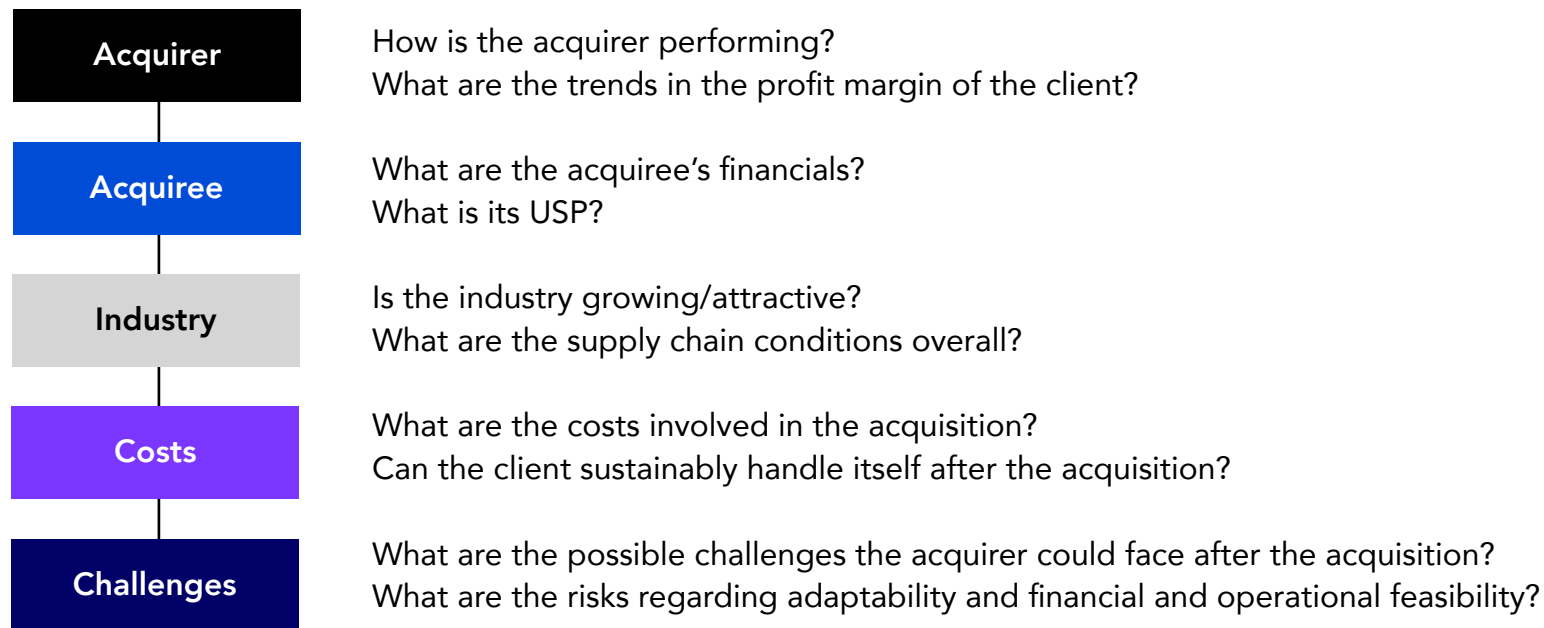 Acquirer
How is the acquirer performing?
What are the trends in the profit margin of the client?
Acquiree
What are the acquiree’s financials?
What is its USP?
Industry
Is the industry growing/attractive?
What are the supply chain conditions overall?
Costs
What are the costs involved in the acquisition?
Can the client sustainably handle itself after the acquisition?
Challenges
What are the possible challenges the acquirer could face after the acquisition?
What are the risks regarding adaptability and financial and operational feasibility?